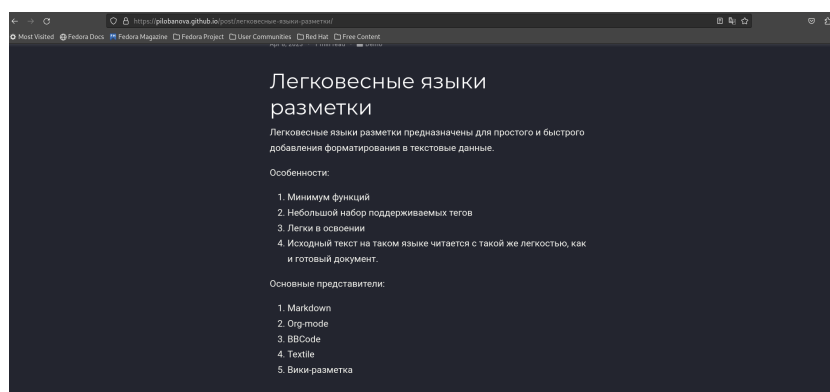 https://pilobanova.github.io/post/легковесные-языки-разметки/
Most Visited Fedora Docs Fedora Magazine Fedora Project User Communities Red Hat Free Content
Легковесные языки
разметки
Легковесные языки разметки предназначены для простого и быстрого
добавления форматирования в текстовые данные.
Особенности:
1. Минимум функций
2. Небольшой набор поддерживаемых тегов
3. Легки в освоении
4. Исходный текст на таком языке читается с такой же легкостью, как
и готовый документ.
Основные представители:
1. Markdown
2. Org-mode
3. BBCode
4. Textile
5. Вики-разметка